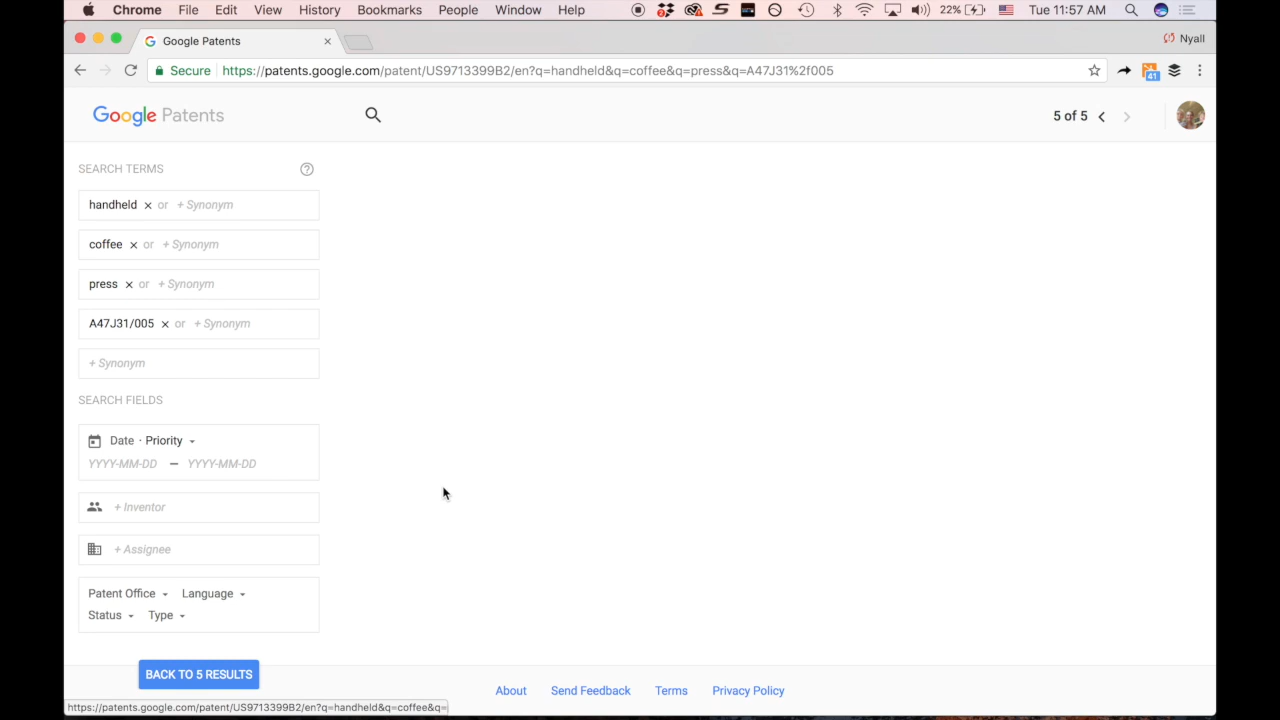 Chrome File Edit View History Bookmarks People Window Help 22% Tue 11:57 AM
Google Patents Nyall
Secure https://patents.google.com/patent/US9713399B2/en?q=handheld&q=coffee&q=press&q=A47J31%2f005 41
Google Patents 5 of 5
SEARCH TERMS
handheld × or + Synonym
coffee × or + Synonym
press × or + Synonym
A47J31/005 × or + Synonym
+ Synonym
SEARCH FIELDS
Date · Priority
YYYY-MM-DD – YYYY-MM-DD
+ Inventor
+ Assignee
Patent Office Language
Status Type
BACK TO 5 RESULTS
About Send Feedback Terms Privacy Policy
https://patents.google.com/patent/US9713399B2/en?q=handheld&q=coffee&q=